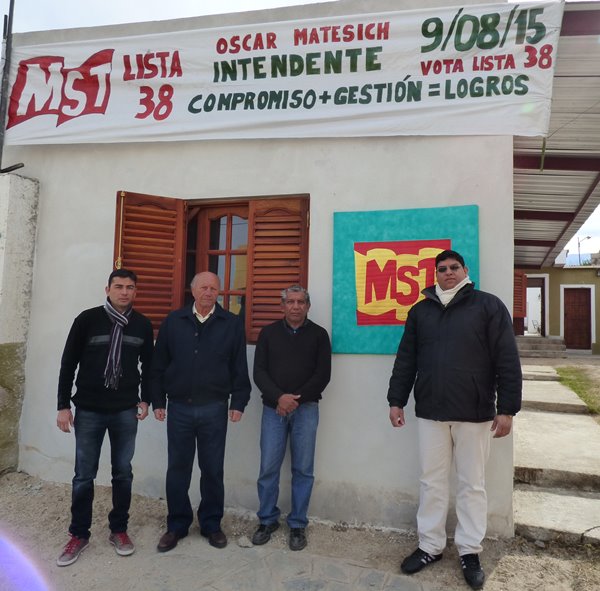 MST LISTA 38
OSCAR MATESICH
INTENDENTE
COMPROMISO+GESTIÓN=LOGROS
9/08/15
VOTA LISTA 38
MST